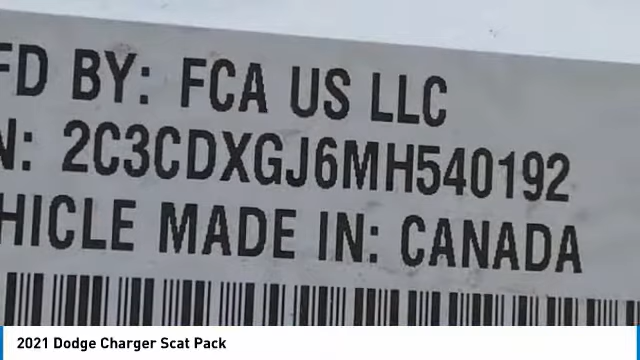 FD BY: FCA US LLC
N: 2C3CDXGJ6MH540192
HICLE MADE IN: CANADA
2021 Dodge Charger Scat Pack